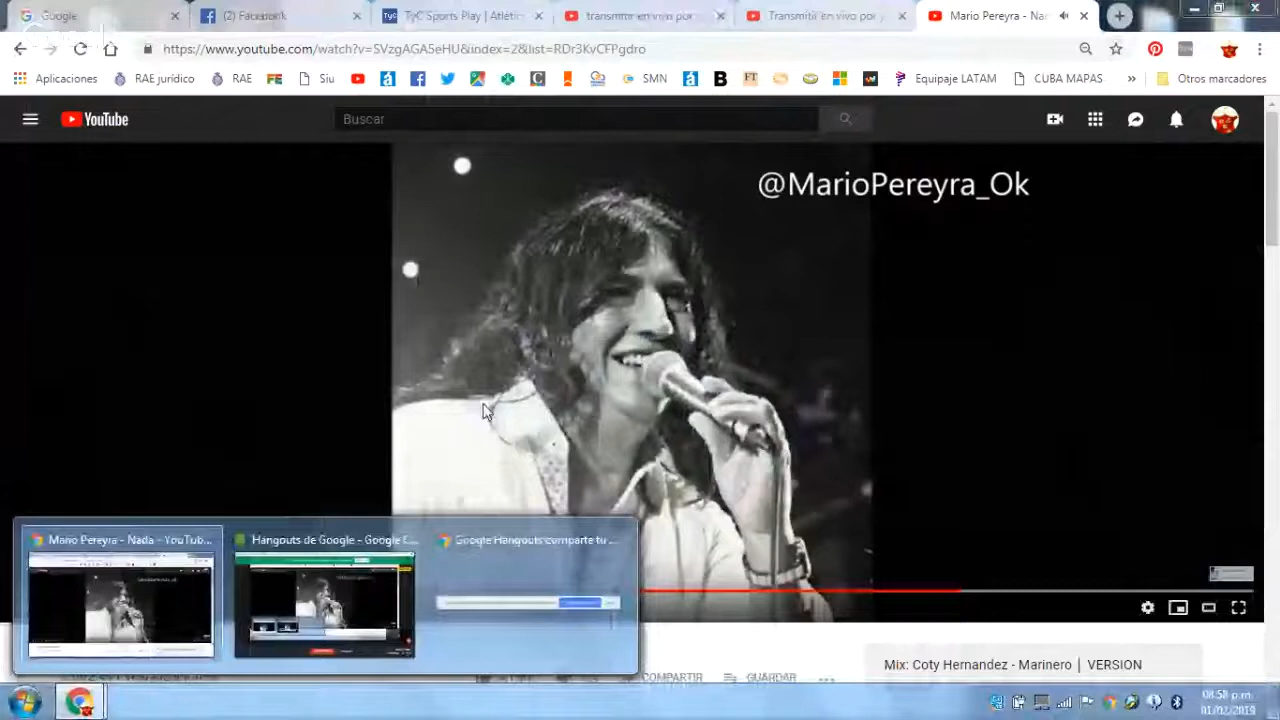 Google
(2) Facebook
TyC Sports Play | Atlétic
transmitir en vivo por
Transmitir en vivo por
Mario Pereyra - Na
https://www.youtube.com/watch?v=SVzgAGA5eHo&index=2&list=RDr3KvCFPgdro
Aplicaciones
RAE jurídico
RAE
Siu
SMN
Equipaje LATAM
CUBA MAPAS
»
Otros marcadores
YouTube
Buscar
@MarioPereyra_Ok
Mario Pereyra - Nada - YouTub...
Hangouts de Google - Google
Google Hangouts comparte tu ...
Mix: Coty Hernandez - Marinero | VERSION
COMPARTIR
GUARDAR
08:58 p.m.
01/02/2019